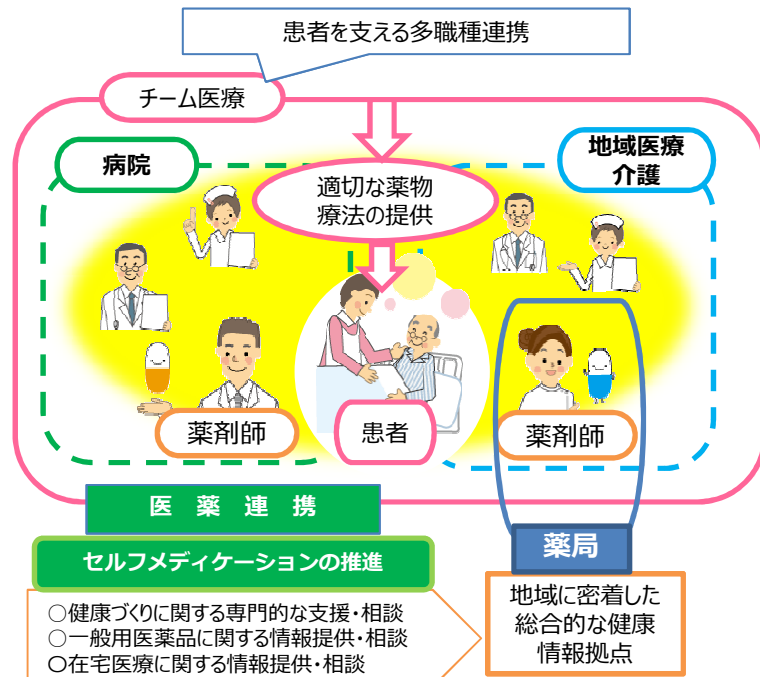 患者を支える多職種連携
チーム医療
病院
地域医療
介護
適切な薬物
療法の提供
薬剤師
患者
薬剤師
医薬連携
薬局
セルフメディケーションの推進
○健康づくりに関する専門的な支援・相談
○一般用医薬品に関する情報提供・相談
○在宅医療に関する情報提供・相談
地域に密着した
総合的な健康
情報拠点